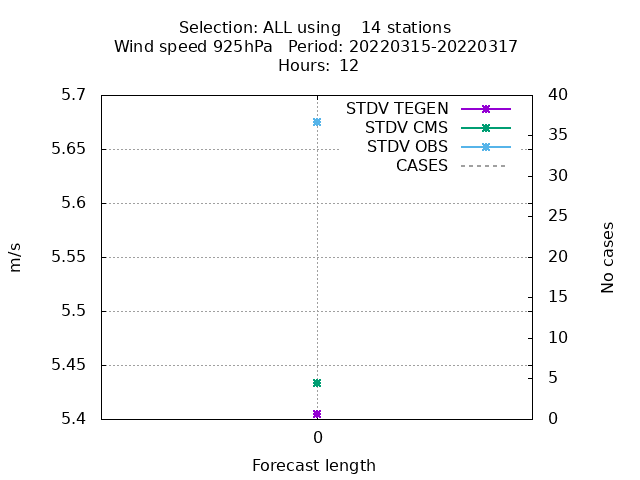 Selection: ALL using    14 stations
Wind speed 925hPa   Period: 20220315-20220317
Hours: 12
5.7
5.65
5.6
5.55
5.5
5.45
5.4
m/s
STDV TEGEN
STDV CMS
STDV OBS
CASES
40
35
30
25
20
15
10
5
0
No cases
0
Forecast length